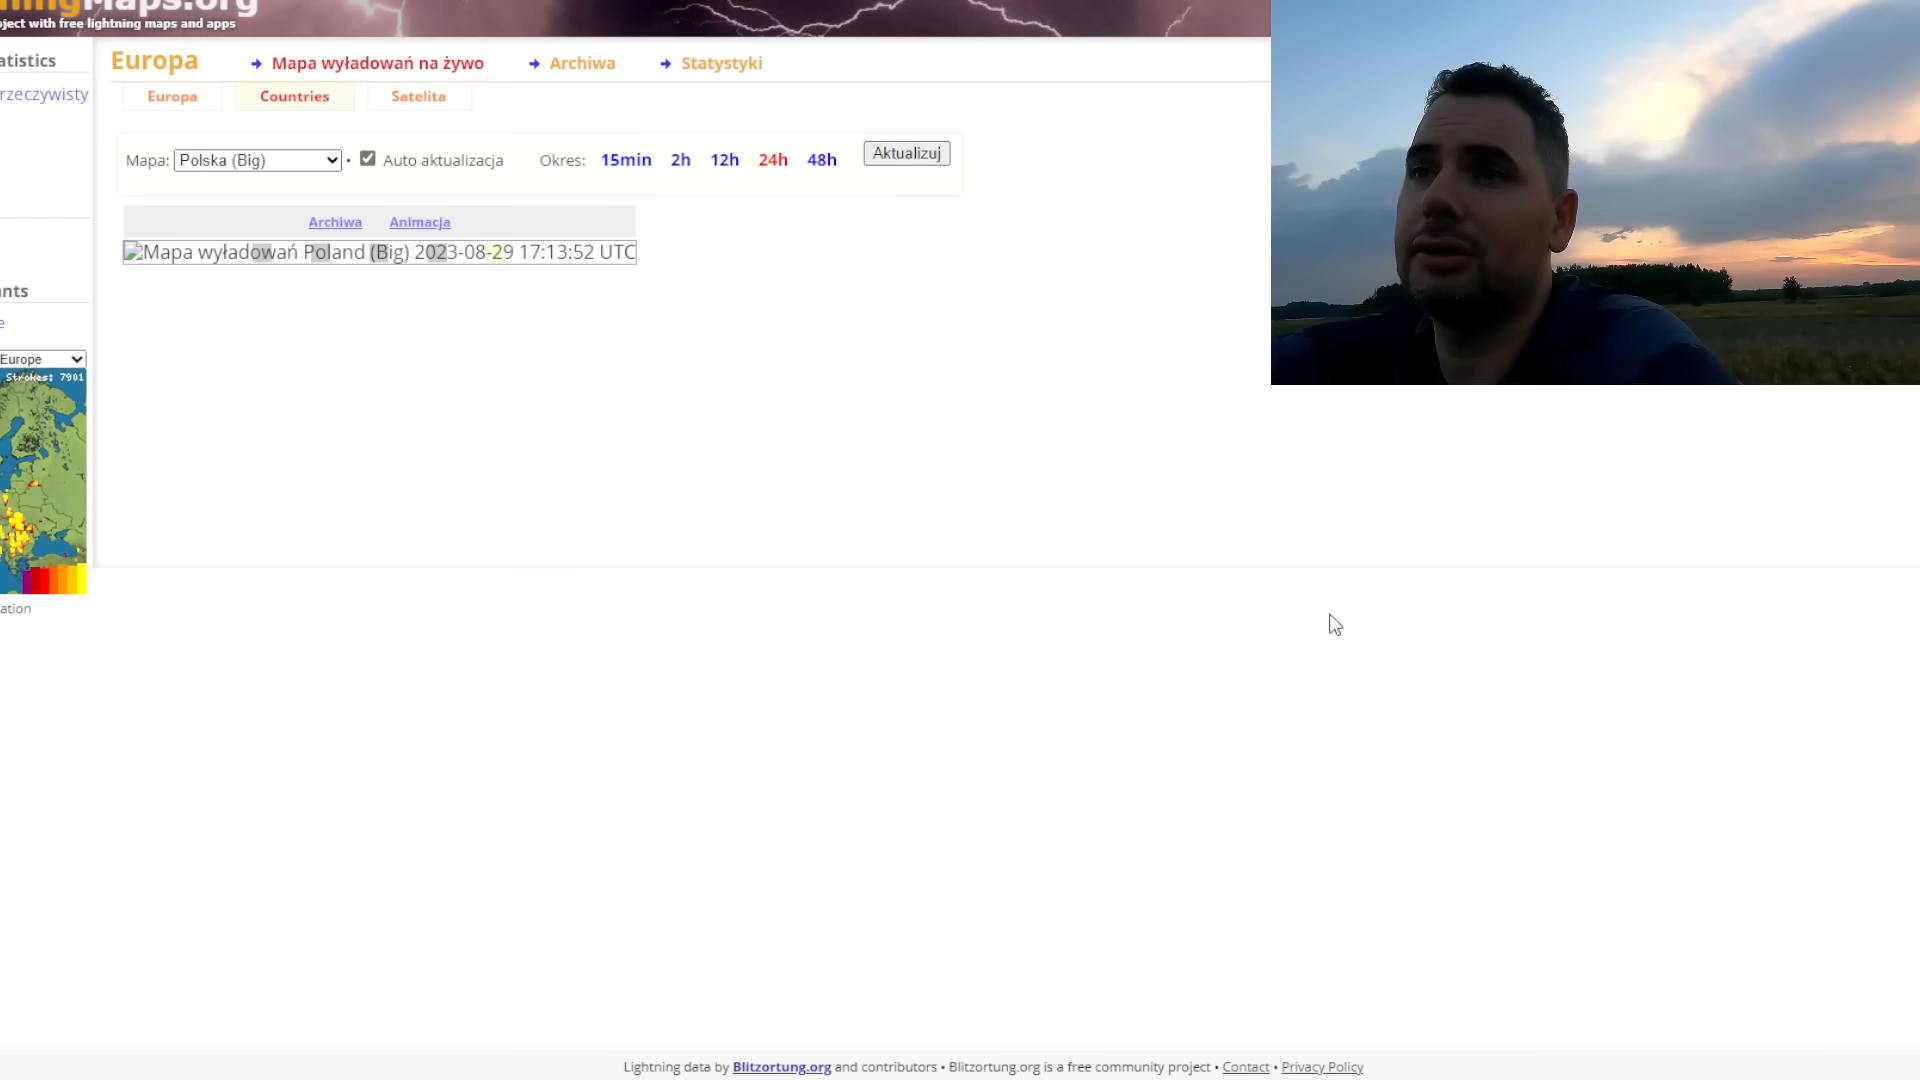 ningMaps.org
oject with free lightning maps and apps
atistics
Europa
Mapa wyładowań na żywo
Archiwa
Statystyki
rzeczywisty
Europa
Countries
Satelita
Mapa: Polska (Big) • Auto aktualizacja Okres: 15min 2h 12h 24h 48h Aktualizuj
Archiwa Animacja
Mapa wyładowań Poland (Big) 2023-08-29 17:13:52 UTC
nts
e
Europe
Strokes: 7901
ation
Lightning data by Blitzortung.org and contributors • Blitzortung.org is a free community project • Contact • Privacy Policy